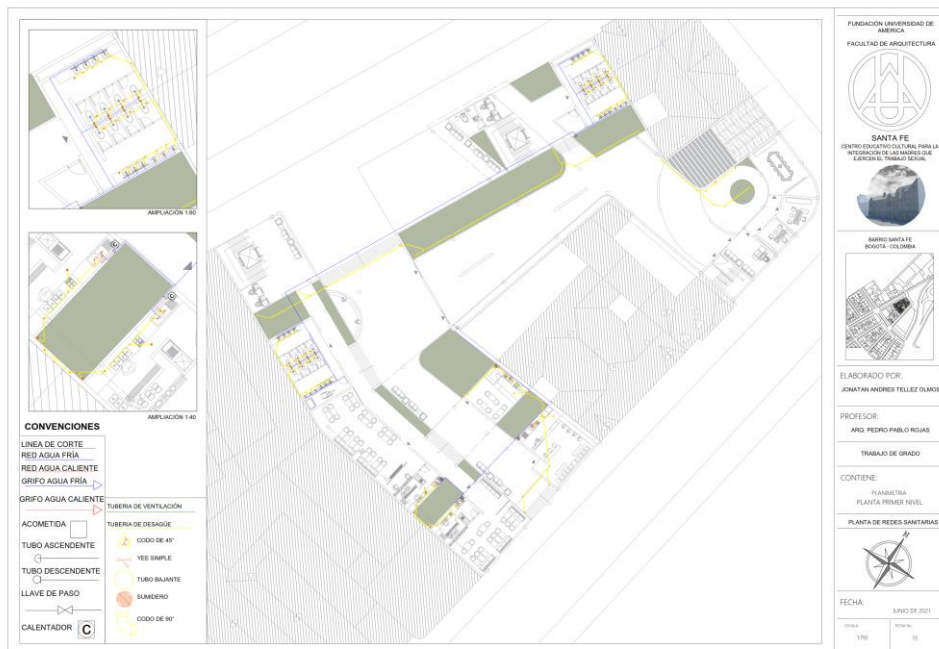 AMPLIACIÓN 1:60
AMPLIACIÓN 1:40
CONVENCIONES
LINEA DE CORTE
RED AGUA FRÍA
RED AGUA CALIENTE
GRIFO AGUA FRÍA
GRIFO AGUA CALIENTE
ACOMETIDA
TUBO ASCENDENTE
TUBO DESCENDENTE
LLAVE DE PASO
CALENTADOR C
TUBERIA DE VENTILACIÓN
TUBERIA DE DESAGÜE
CODO DE 45°
YEE SIMPLE
TUBO BAJANTE
SUMIDERO
CODO DE 90°
C
C
FUNDACIÓN UNIVERSIDAD DE
AMERICA
FACULTAD DE ARQUITECTURA
SANTA FE
CENTRO EDUCATIVO CULTURAL PARA LA
INTEGRACIÓN DE LAS MADRES QUE
EJERCEN EL TRABAJO SEXUAL
BARRIO SANTA FE
BOGOTÁ - COLOMBIA
ELABORADO POR:
JONATAN ANDRES TELLEZ OLMOS
PROFESOR:
ARQ. PEDRO PABLO ROJAS
TRABAJO DE GRADO
CONTIENE:
PLANIMETRIA
PLANTA PRIMER NIVEL
PLANTA DE REDES SANITARIAS
N
FECHA:
JUNIO DE 2021